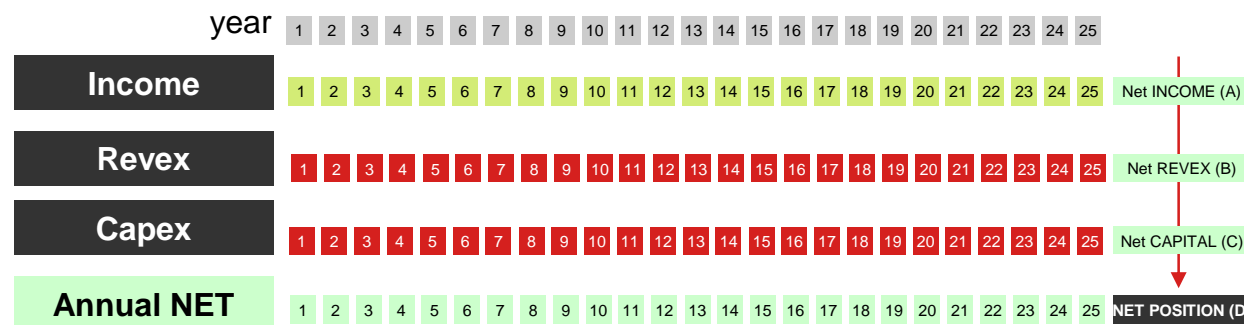 year 1 2 3 4 5 6 7 8 9 10 11 12 13 14 15 16 17 18 19 20 21 22 23 24 25
Income 1 2 3 4 5 6 7 8 9 10 11 12 13 14 15 16 17 18 19 20 21 22 23 24 25 Net INCOME (A)
Revex 1 2 3 4 5 6 7 8 9 10 11 12 13 14 15 16 17 18 19 20 21 22 23 24 25 Net REVEX (B)
Capex 1 2 3 4 5 6 7 8 9 10 11 12 13 14 15 16 17 18 19 20 21 22 23 24 25 Net CAPITAL (C)
Annual NET 1 2 3 4 5 6 7 8 9 10 11 12 13 14 15 16 17 18 19 20 21 22 23 24 25 NET POSITION (D